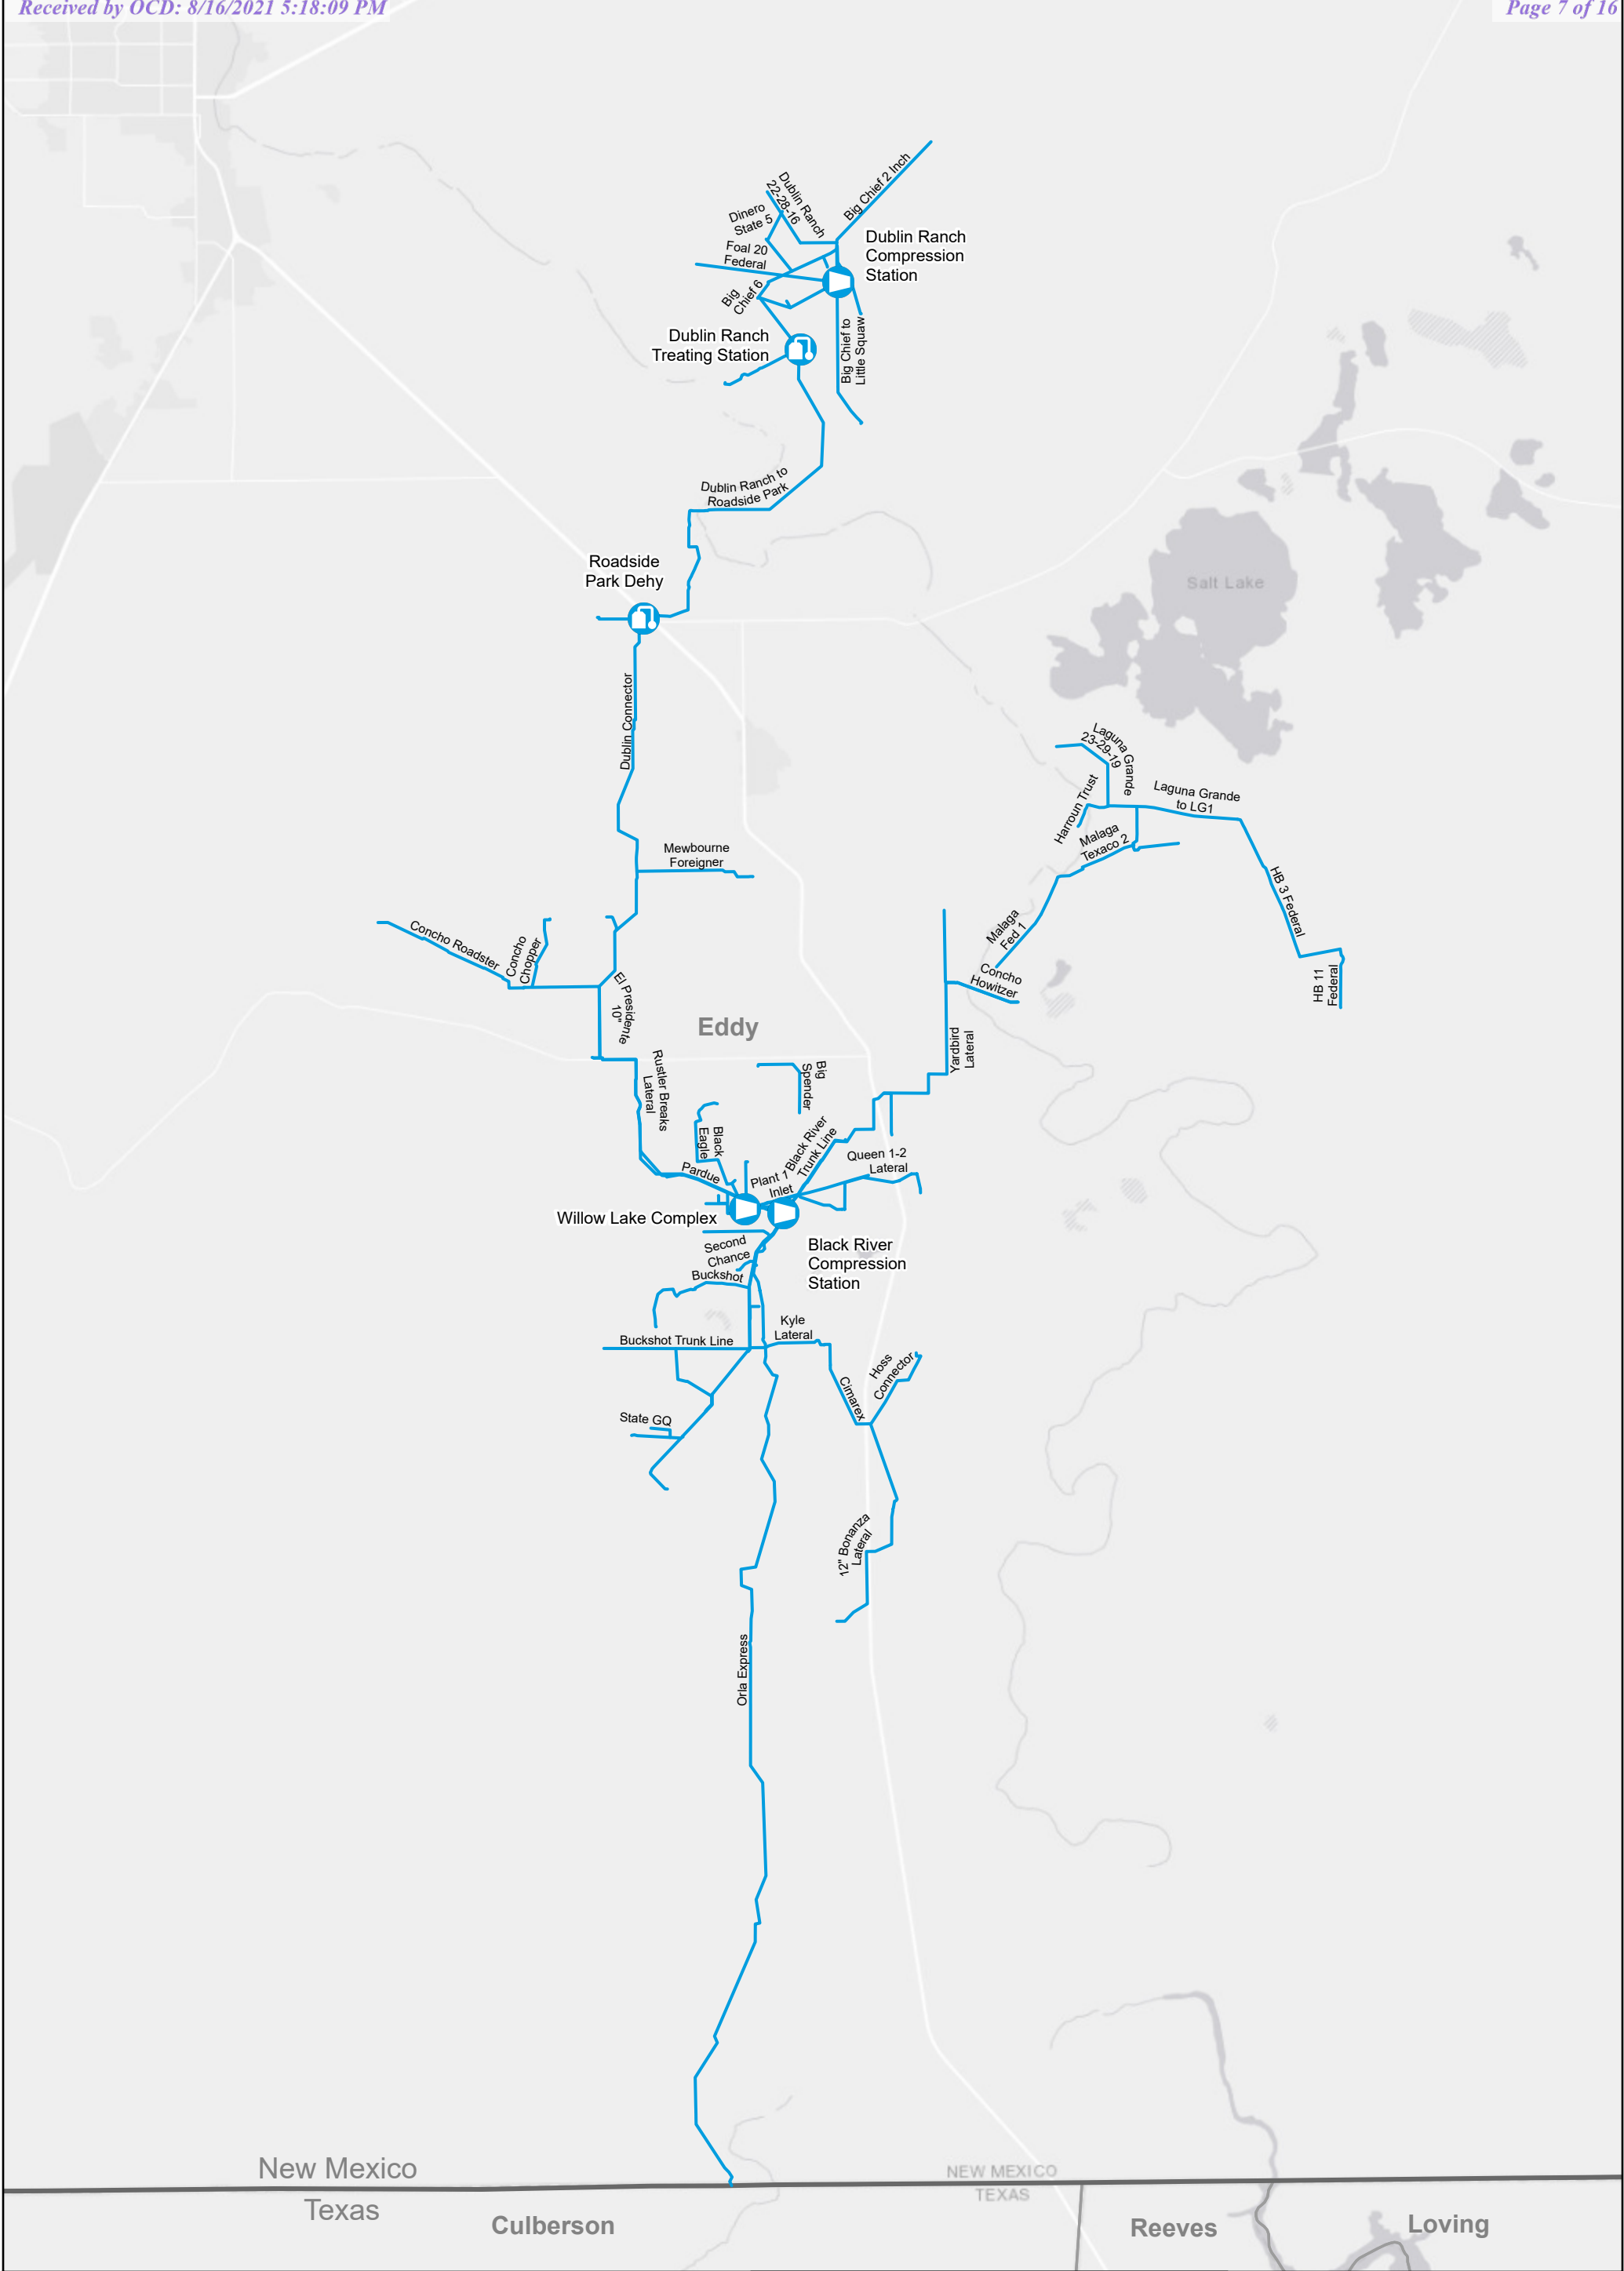 Received by OCD: 8/16/2021 5:18:09 PM
Page 7 of 16
Big Chief 2 Inch
Dublin Ranch
22-28-16
Dinero
State 5
Foal 20
Federal
Big
Chief 6
Dublin Ranch
Compression
Station
Dublin Ranch
Treating Station
Big Chief to
Little Squaw
Dublin Ranch to
Roadside Park
Roadside
Park Dehy
Salt Lake
Dublin Connector
Laguna Grande
23-29-19
Harroun Trust
Laguna Grande
to LG1
Malaga
Texaco 2
Mewbourne
Foreigner
HB 3 Federal
Concho Roadster
Concho
Chopper
Malaga
Fed 1
Concho
Howitzer
HB 11
Federal
El Presidente
10"
Eddy
Yardbird
Lateral
Rustler Breaks
Lateral
Big
Spender
Black
Eagle
Black River
Trunk Line
Queen 1-2
Lateral
Pardue
Plant 1
Inlet
Willow Lake Complex
Second
Chance
Black River
Compression
Station
Buckshot
Buckshot Trunk Line
Kyle
Lateral
Hoss
Connector
Cimarex
State GQ
12" Bonanza
Lateral
Orla Express
New Mexico
Texas
NEW MEXICO
TEXAS
Culberson
Reeves
Loving